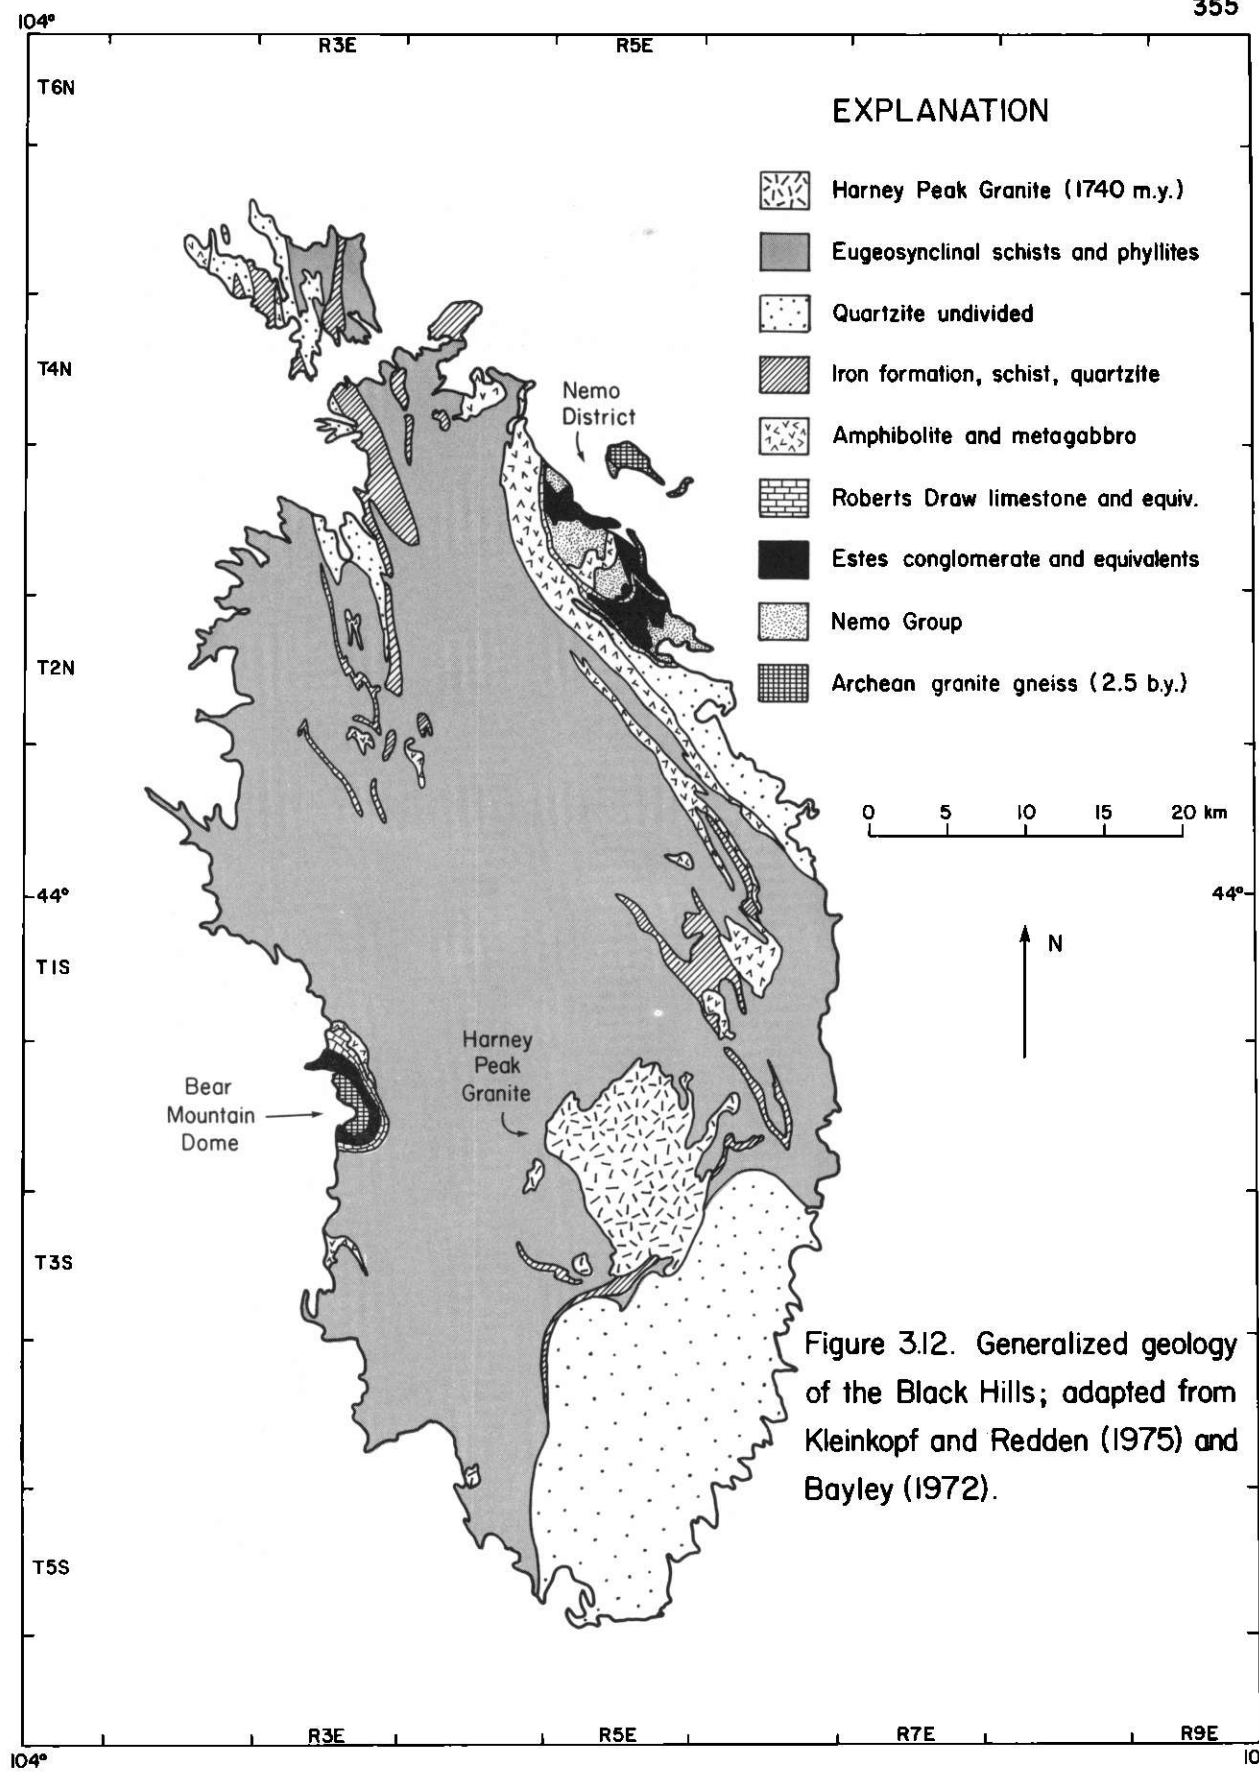 355
104°
R3E
R5E
T6N
EXPLANATION
Harney Peak Granite (1740 m.y.)
Eugeosynclinal schists and phyllites
Quartzite undivided
Iron formation, schist, quartzite
Amphibolite and metagabbro
Roberts Draw limestone and equiv.
Estes conglomerate and equivalents
Nemo Group
Archean granite gneiss (2.5 b.y.)
T4N
Nemo
District
T2N
0 5 10 15 20 km
44°
44°
N
T1S
Harney
Peak
Granite
Bear
Mountain
Dome
T3S
Figure 3.12. Generalized geology
of the Black Hills; adapted from
Kleinkopf and Redden (1975) and
Bayley (1972).
T5S
R3E
R5E
R7E
R9E
104°
10